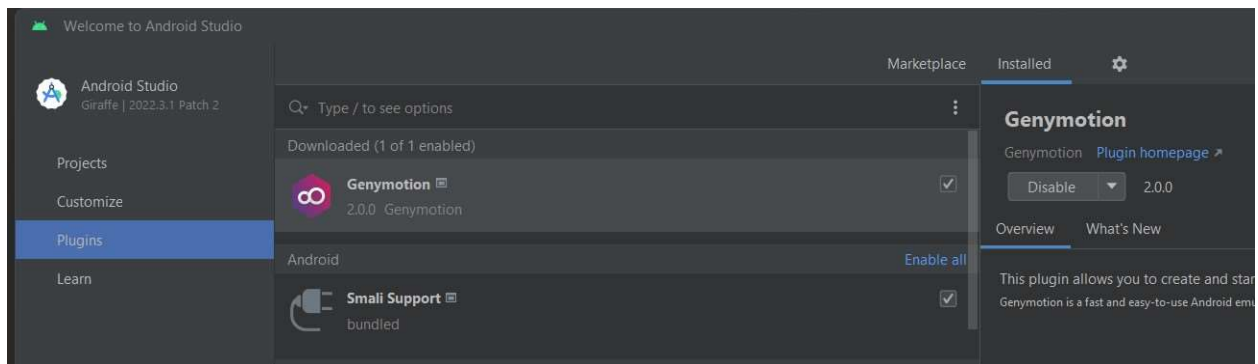 Welcome to Android Studio
Android Studio
Giraffe | 2022.3.1 Patch 2
Projects
Customize
Plugins
Learn
Marketplace
Installed
Type / to see options
Downloaded (1 of 1 enabled)
Genymotion
2.0.0 Genymotion
Android
Enable all
Smali Support
bundled
Genymotion
Genymotion Plugin homepage ↗
Disable
2.0.0
Overview
What's New
This plugin allows you to create and star
Genymotion is a fast and easy-to-use Android emu